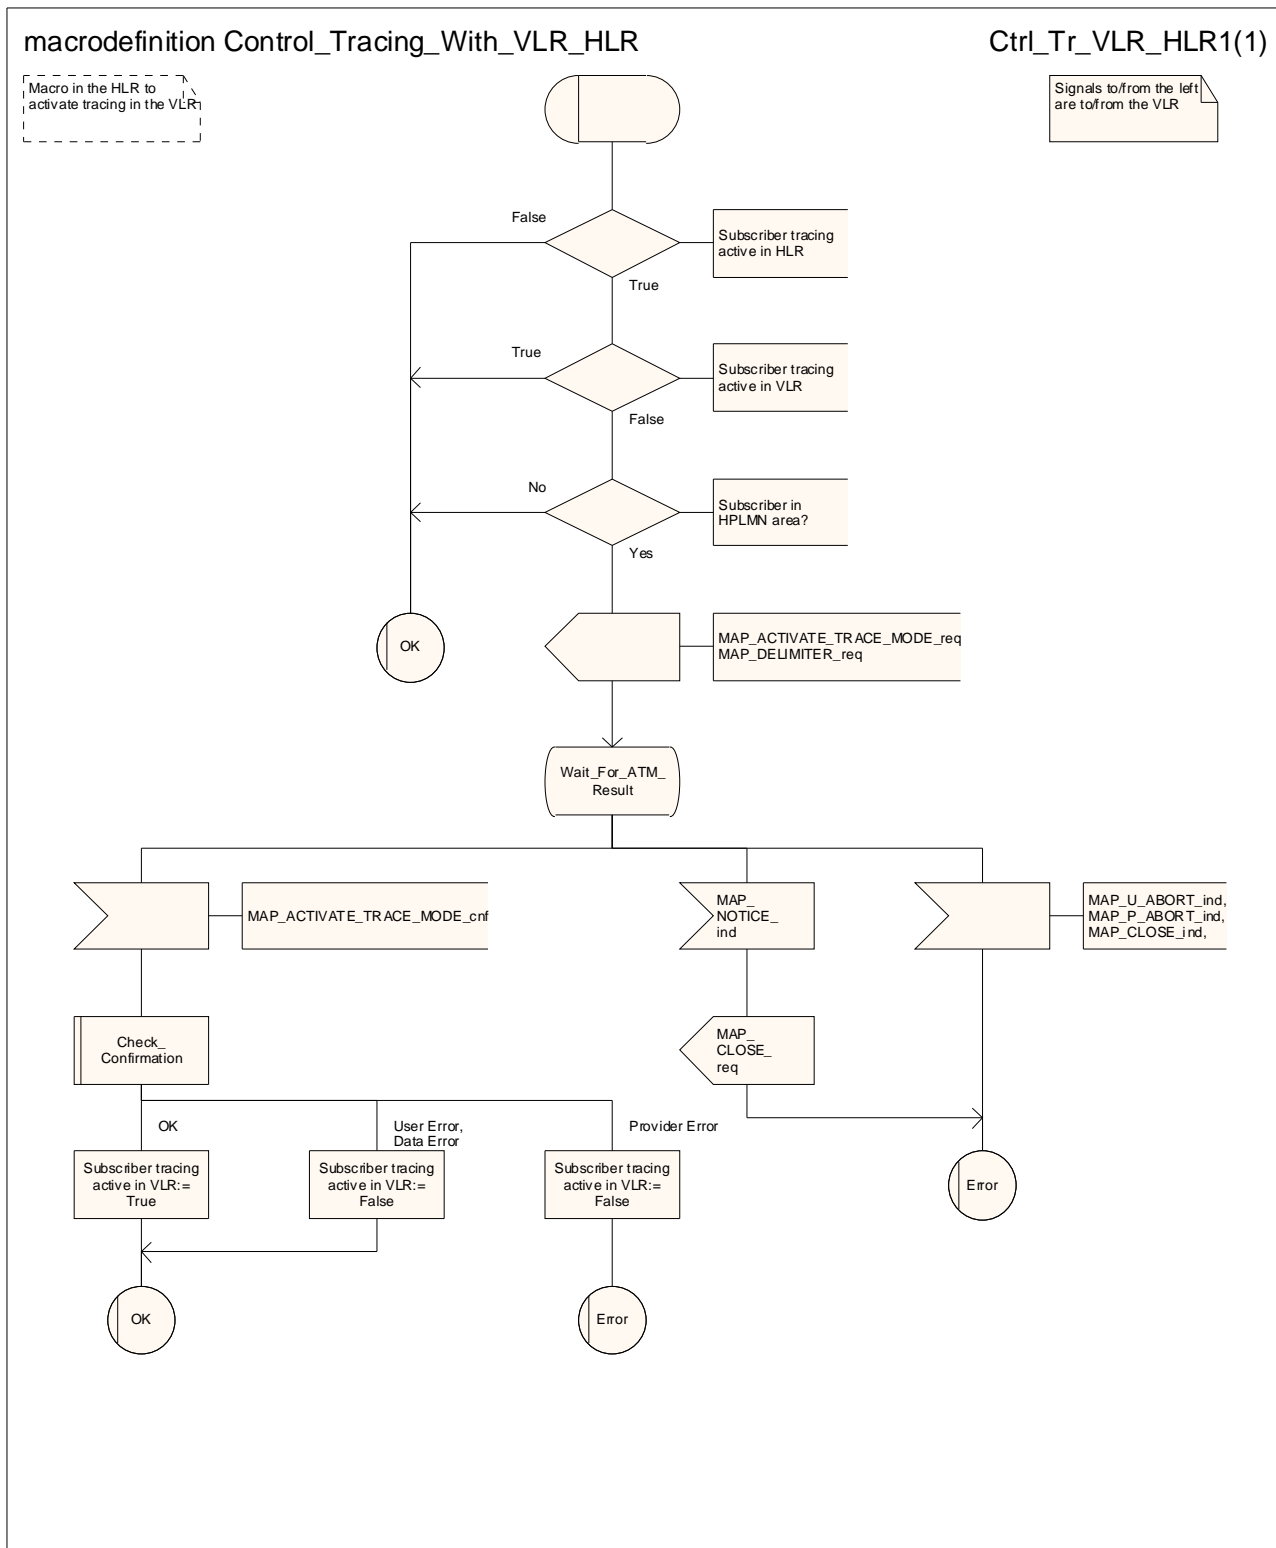 macrodefinition Control_Tracing_With_VLR_HLR
Ctrl_Tr_VLR_HLR1(1)
Macro in the HLR to
activate tracing in the VLR
Signals to/from the left
are to/from the VLR
False
Subscriber tracing
active in HLR
True
True
Subscriber tracing
active in VLR
False
No
Subscriber in
HPLMN area?
Yes
OK
MAP_ACTIVATE_TRACE_MODE_req
MAP_DELIMITER_req
Wait_For_ATM_
Result
MAP_ACTIVATE_TRACE_MODE_cnf
MAP_
NOTICE_
ind
MAP_U_ABORT_ind,
MAP_P_ABORT_ind,
MAP_CLOSE_ind,
Check_
Confirmation
MAP_
CLOSE_
req
OK
User Error,
Data Error
Provider Error
Subscriber tracing
active in VLR:=
True
Subscriber tracing
active in VLR:=
False
Subscriber tracing
active in VLR:=
False
Error
OK
Error